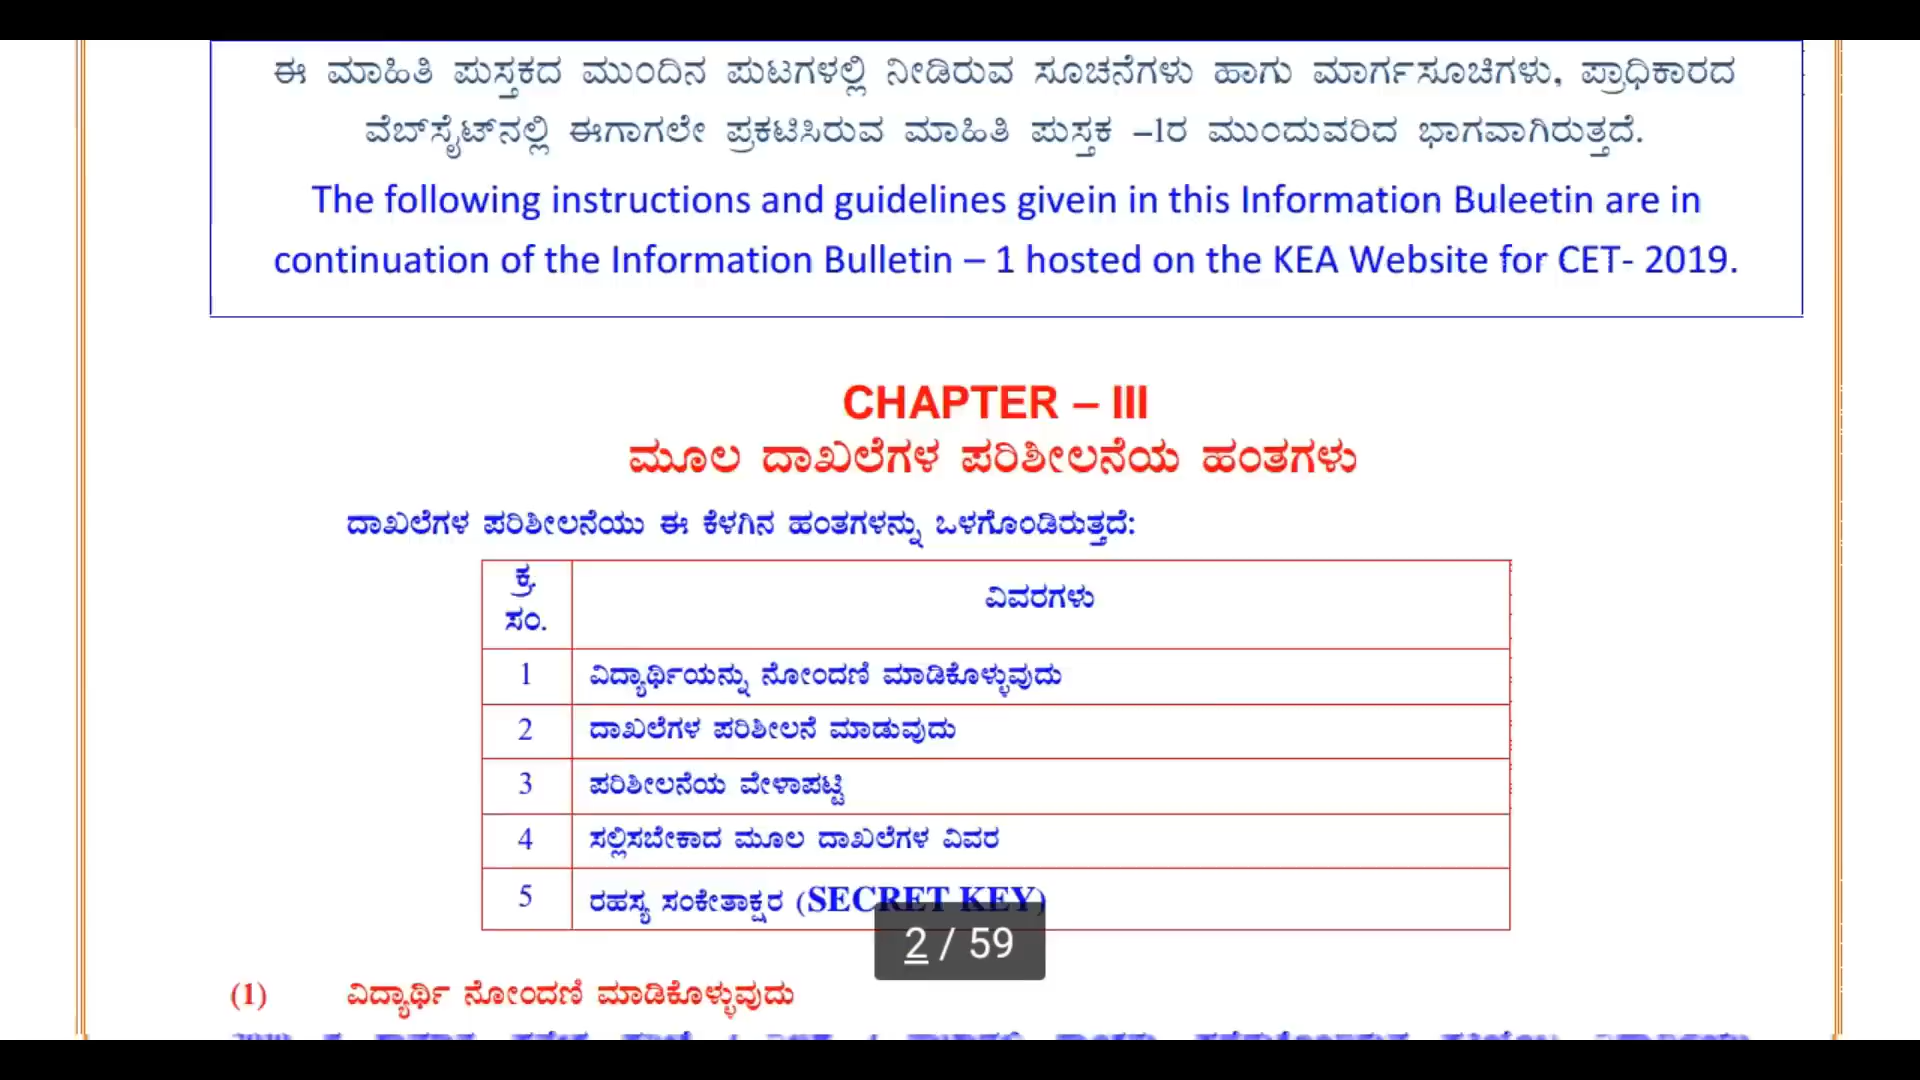 ಈ ಮಾಹಿತಿ ಪುಸ್ತಕದ ಮುಂದಿನ ಪುಟಗಳಲ್ಲಿ ನೀಡಿರುವ ಸೂಚನೆಗಳು ಹಾಗು ಮಾರ್ಗಸೂಚಿಗಳು, ಪ್ರಾಧಿಕಾರದ
ವೆಬ್‌ಸೈಟ್‌ನಲ್ಲಿ ಈಗಾಗಲೇ ಪ್ರಕಟಿಸಿರುವ ಮಾಹಿತಿ ಪುಸ್ತಕ –1ರ ಮುಂದುವರಿದ ಭಾಗವಾಗಿರುತ್ತದೆ.
The following instructions and guidelines givein in this Information Buleetin are in
continuation of the Information Bulletin – 1 hosted on the KEA Website for CET- 2019.
CHAPTER – III
ಮೂಲ ದಾಖಲೆಗಳ ಪರಿಶೀಲನೆಯ ಹಂತಗಳು
ದಾಖಲೆಗಳ ಪರಿಶೀಲನೆಯು ಈ ಕೆಳಗಿನ ಹಂತಗಳನ್ನು ಒಳಗೊಂಡಿರುತ್ತದೆ:
ಕ್ರ.
ಸಂ.
ವಿವರಗಳು
1 ವಿದ್ಯಾರ್ಥಿಯನ್ನು ನೋಂದಣಿ ಮಾಡಿಕೊಳ್ಳುವುದು
2 ದಾಖಲೆಗಳ ಪರಿಶೀಲನೆ ಮಾಡುವುದು
3 ಪರಿಶೀಲನೆಯ ವೇಳಾಪಟ್ಟಿ
4 ಸಲ್ಲಿಸಬೇಕಾದ ಮೂಲ ದಾಖಲೆಗಳ ವಿವರ
5 ರಹಸ್ಯ ಸಂಕೇತಾಕ್ಷರ (SECRET KEY)
2 / 59
(1) ವಿದ್ಯಾರ್ಥಿ ನೋಂದಣಿ ಮಾಡಿಕೊಳ್ಳುವುದು